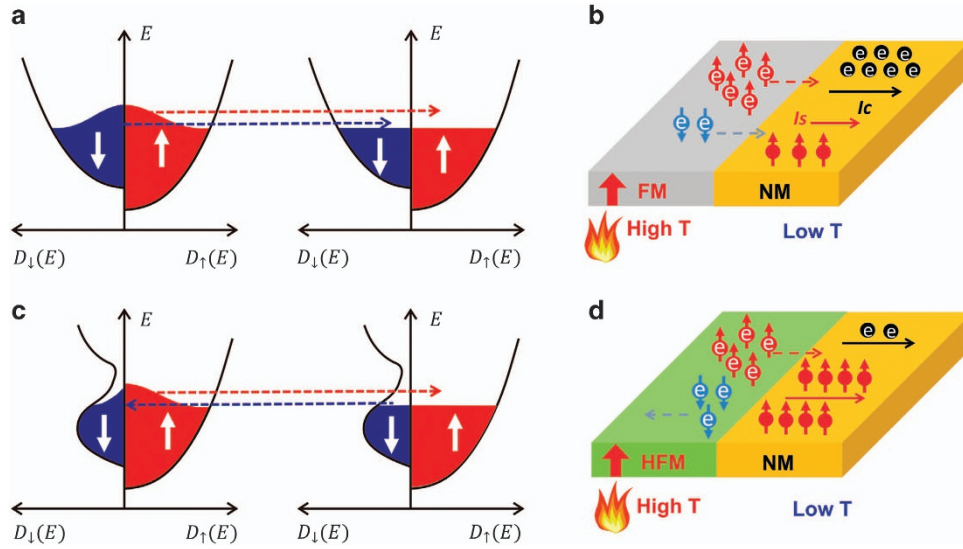 a
E
D↓(E)
D↑(E)
D↓(E)
D↑(E)
b
e e e
e e e e
e e
e e e
e e
Ic
Is
FM
NM
High T
Low T
c
E
E
D↓(E)
D↑(E)
D↓(E)
D↑(E)
d
e e
e e
e e e
e e
e
HFM
NM
High T
Low T